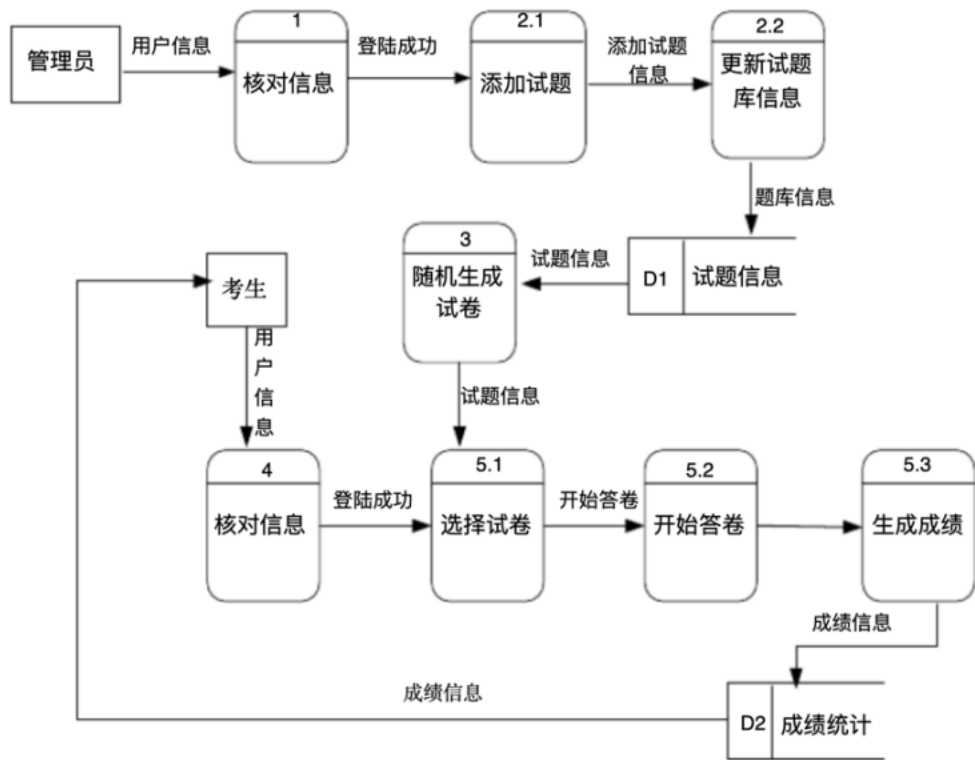 1
2.1
2.2
管理员
用户信息
核对信息
登陆成功
添加试题
添加试题
信息
更新试题
库信息
题库信息
3
随机生成
试卷
试题信息
D1
试题信息
考生
用
户
信
息
试题信息
4
核对信息
登陆成功
5.1
选择试卷
开始答卷
5.2
开始答卷
5.3
生成成绩
成绩信息
成绩信息
D2
成绩统计